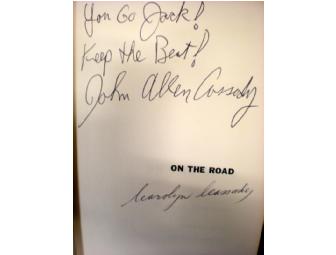 You Go Jack!
Keep the Beat!
John Allen Cassady
ON THE ROAD
Carolyn Cassady